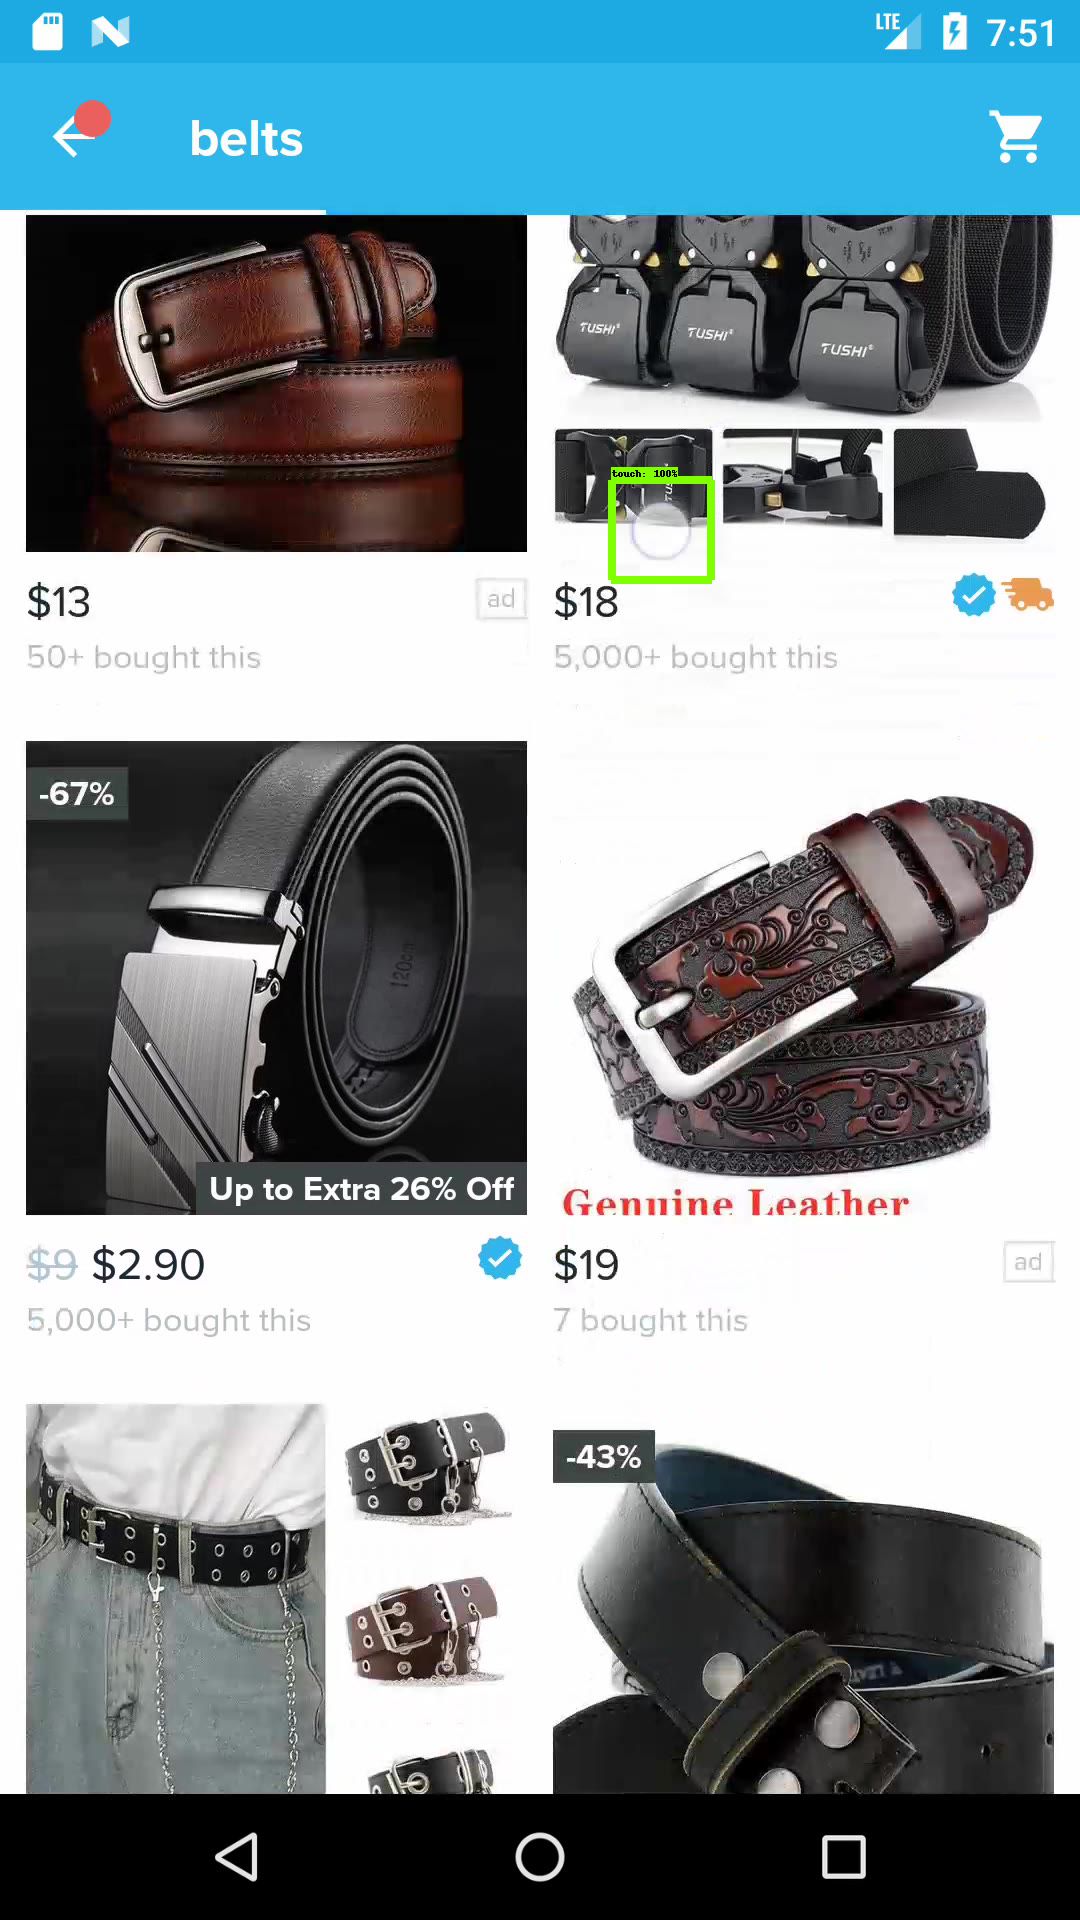 LTE
7:51
belts
TUSHI®
TUSHI®
TUSHI®
touch: 100%
$13
ad
50+ bought this
$18
5,000+ bought this
-67%
120cm
Up to Extra 26% Off
Genuine Leather
$9 $2.90
5,000+ bought this
$19
ad
7 bought this
-43%